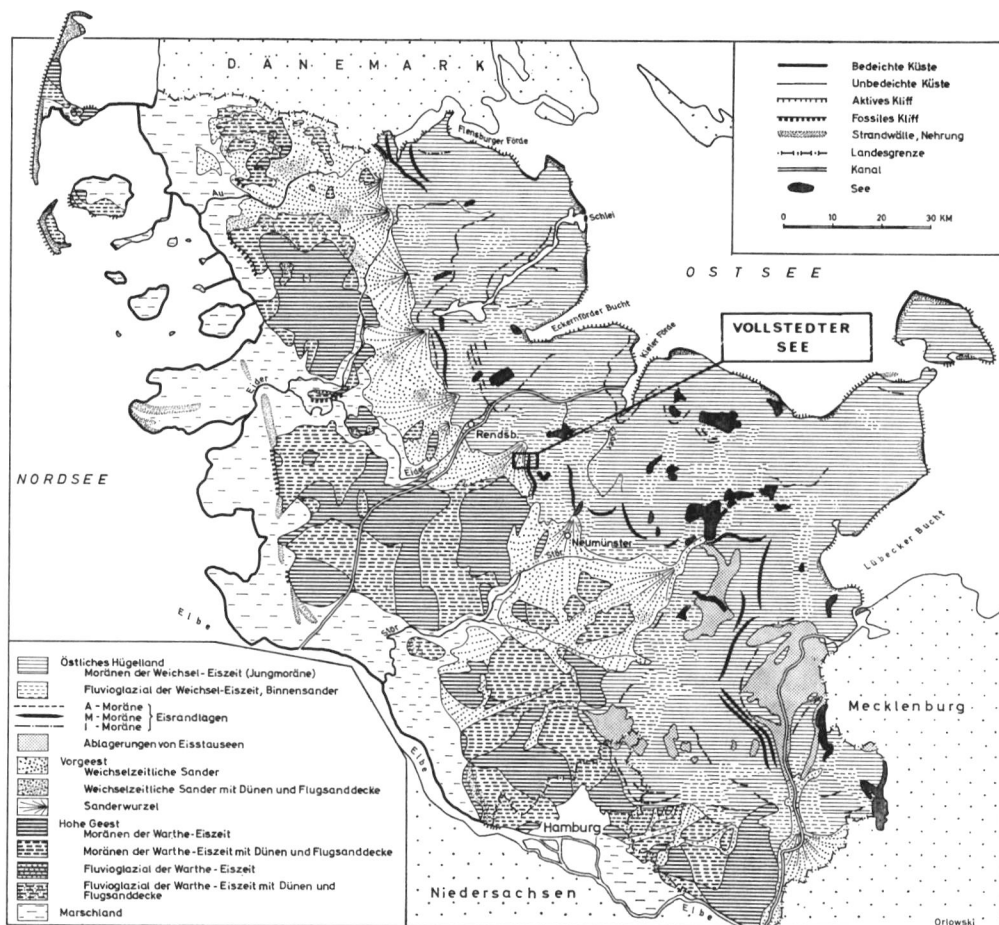 DÄNEMARK
Flensburger Förde
Au
Schlei
OSTSEE
Eckernförder Bucht
Kieler Förde
VOLLSTEDTER
SEE
Eider
Rendsb.
Eider
NORDSEE
Neumünster
Stör
Lübecker Bucht
Elbe
Stör
Mecklenburg
Elbe
Hamburg
Niedersachsen
Elbe
Orlowski
Bedeichte Küste
Unbedeichte Küste
Aktives Kliff
Fossiles Kliff
Strandwälle, Nehrung
Landesgrenze
Kanal
See
0 10 20 30 KM
Östliches Hügelland
Moränen der Weichsel-Eiszeit (Jungmoräne)
Fluvioglazial der Weichsel-Eiszeit, Binnensander
A - Moräne
M - Moräne } Eisrandlagen
I - Moräne
Ablagerungen von Eisstauseen
Vorgeest
Weichselzeitliche Sander
Weichselzeitliche Sander mit Dünen und Flugsanddecke
Sanderwurzel
Hohe Geest
Moränen der Warthe-Eiszeit
Moränen der Warthe-Eiszeit mit Dünen und Flugsanddecke
Fluvioglazial der Warthe-Eiszeit
Fluvioglazial der Warthe-Eiszeit mit Dünen und
Flugsanddecke
Marschland